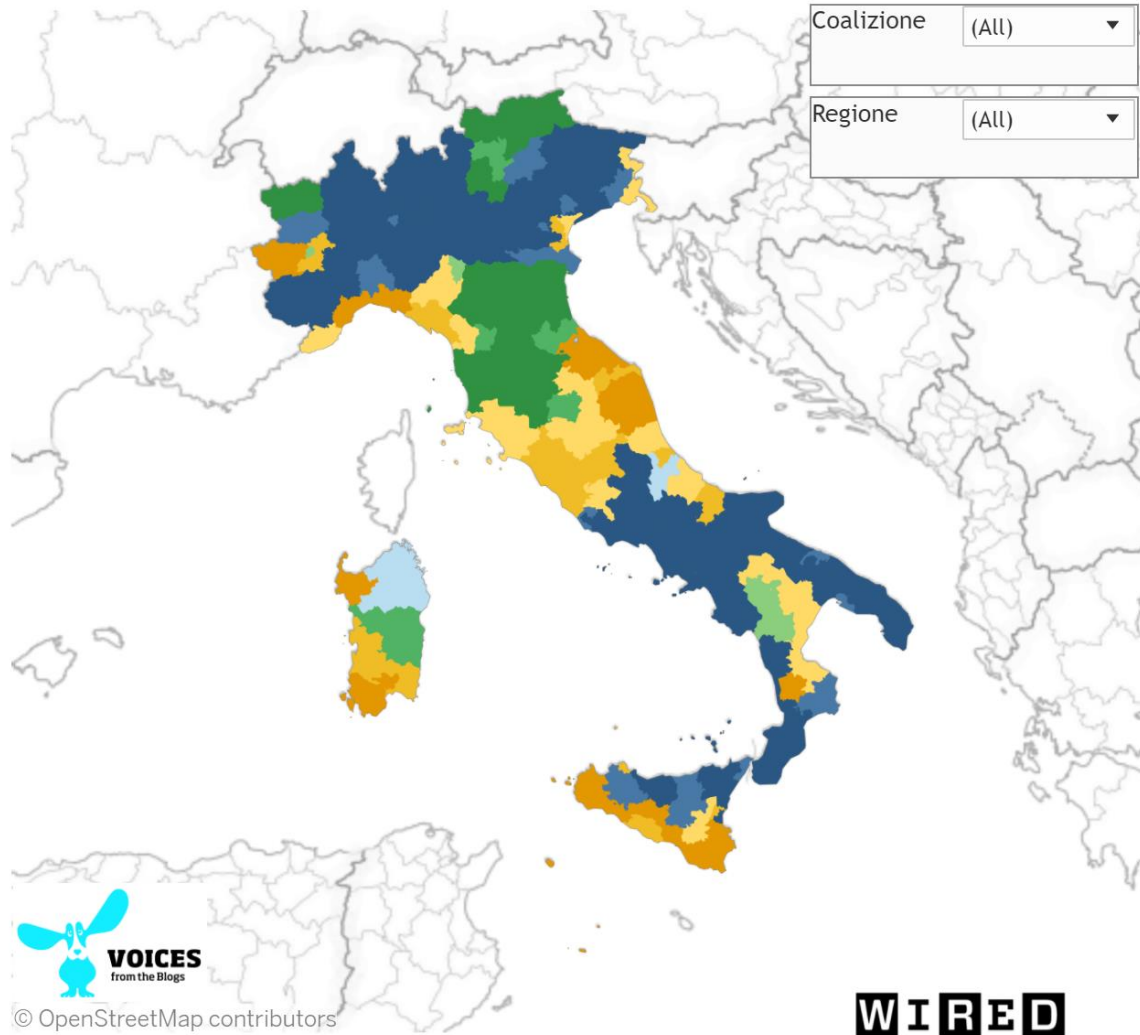 Coalizione (All)
Regione (All)
VOICES
from the Blogs
© OpenStreetMap contributors
WIRED